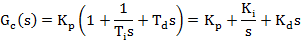 G_c(s) = K_p(1 + 1/(T_i s) + T_d s) = K_p + K_i/s + K_d s